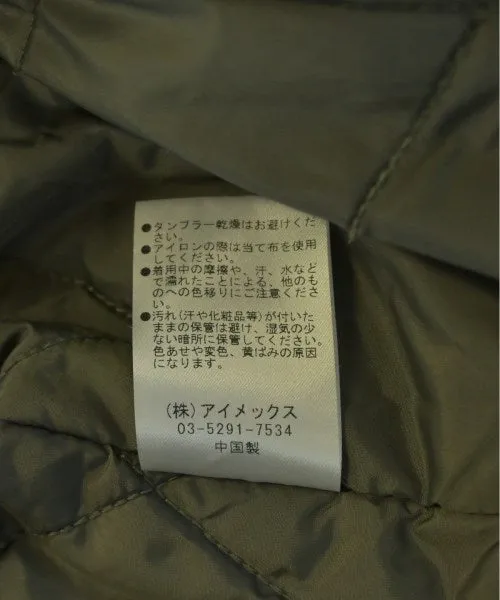 ●タンブラー乾燥はお避けくだ
さい。
●アイロンの際は当て布を使用
してください。
●着用中の摩擦や、汗、水など
で濡れたことによる、他のも
のへの色移りにご注意くださ
い。
●汚れ(汗や化粧品等)が付いた
ままの保管は避け、湿気の少
ない暗所に保管してください。
色あせや変色、黄ばみの原因
になります。
(株)アイメックス
03-5291-7534
中国製